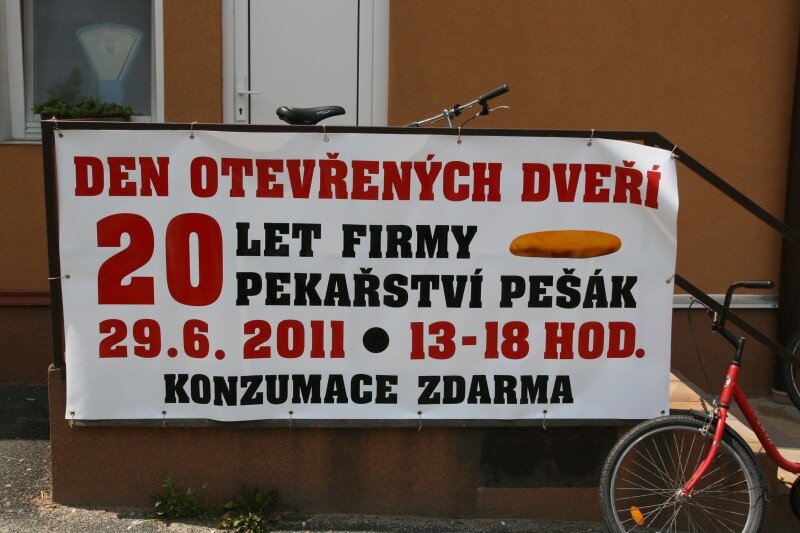 DEN OTEVŘENÝCH DVEŘÍ
20 LET FIRMY
PEKAŘSTVÍ PEŠÁK
29.6. 2011 ● 13-18 HOD.
KONZUMACE ZDARMA